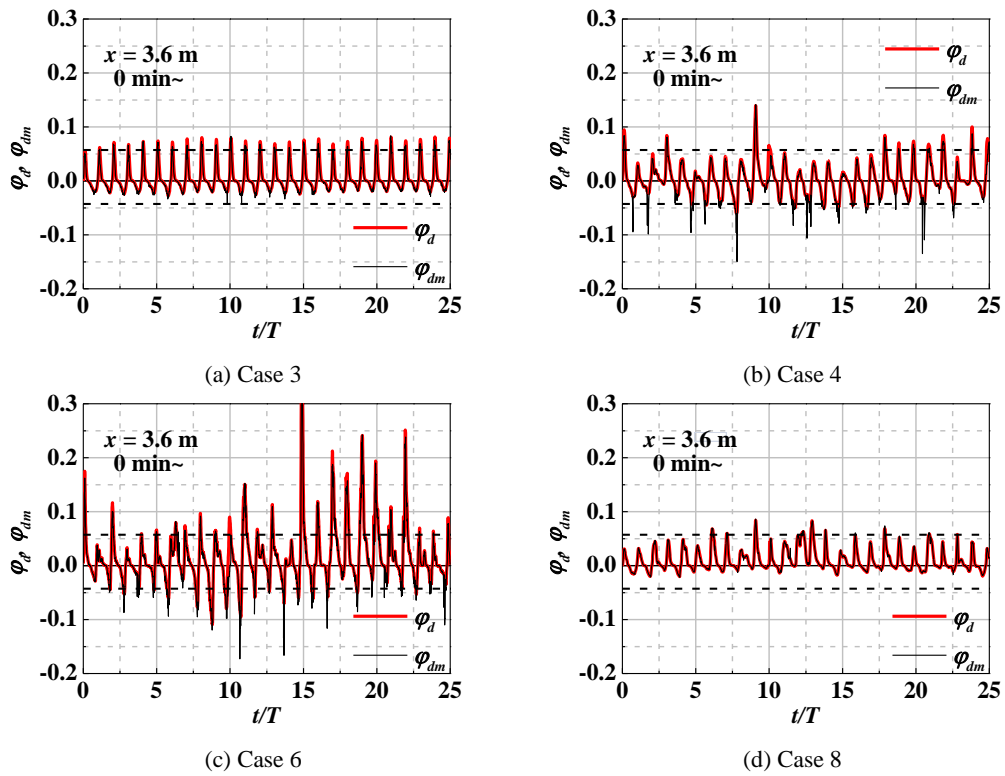 0.3
0.2
0.1
0.0
-0.1
-0.2
φd, φdm
x = 3.6 m
0 min~
φd
φdm
0 5 10 15 20 25
t/T
(a) Case 3
0.3
0.2
0.1
0.0
-0.1
-0.2
φd, φdm
x = 3.6 m
0 min~
φd
φdm
0 5 10 15 20 25
t/T
(b) Case 4
0.3
0.2
0.1
0.0
-0.1
-0.2
φd, φdm
x = 3.6 m
0 min~
φd
φdm
0 5 10 15 20 25
t/T
(c) Case 6
0.3
0.2
0.1
0.0
-0.1
-0.2
φd, φdm
x = 3.6 m
0 min~
φd
φdm
0 5 10 15 20 25
t/T
(d) Case 8